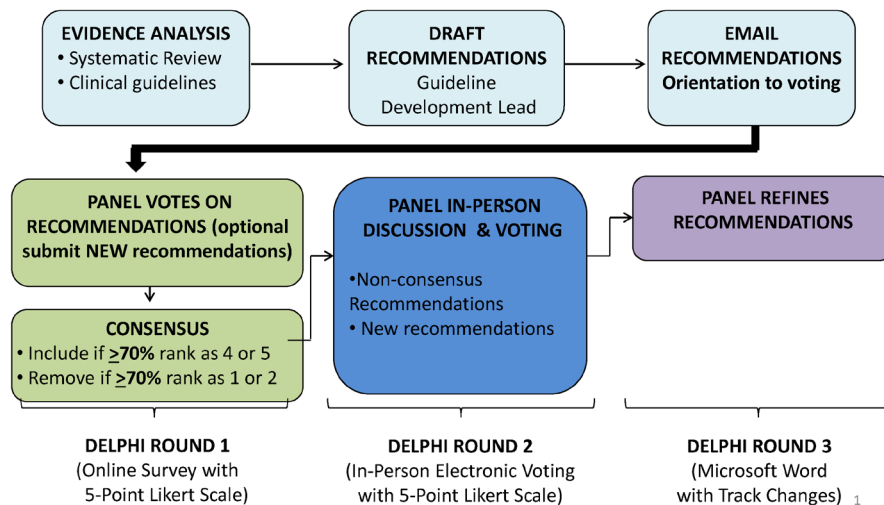 EVIDENCE ANALYSIS
• Systematic Review
• Clinical guidelines
DRAFT
RECOMMENDATIONS
Guideline
Development Lead
EMAIL
RECOMMENDATIONS
Orientation to voting
PANEL VOTES ON
RECOMMENDATIONS (optional
submit NEW recommendations)
CONSENSUS
• Include if ≥70% rank as 4 or 5
• Remove if ≥70% rank as 1 or 2
PANEL IN-PERSON
DISCUSSION & VOTING
•Non-consensus
Recommendations
• New recommendations
PANEL REFINES
RECOMMENDATIONS
DELPHI ROUND 1
(Online Survey with
5-Point Likert Scale)
DELPHI ROUND 2
(In-Person Electronic Voting
with 5-Point Likert Scale)
DELPHI ROUND 3
(Microsoft Word
with Track Changes)
1